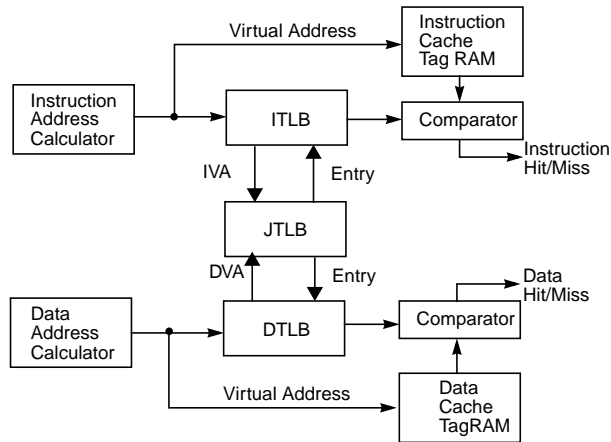 Virtual Address
Instruction
Cache
Tag RAM
Instruction
Address
Calculator
ITLB
Comparator
Instruction
Hit/Miss
IVA
Entry
JTLB
DVA
Entry
Data
Hit/Miss
Data
Address
Calculator
DTLB
Comparator
Virtual Address
Data
Cache
TagRAM